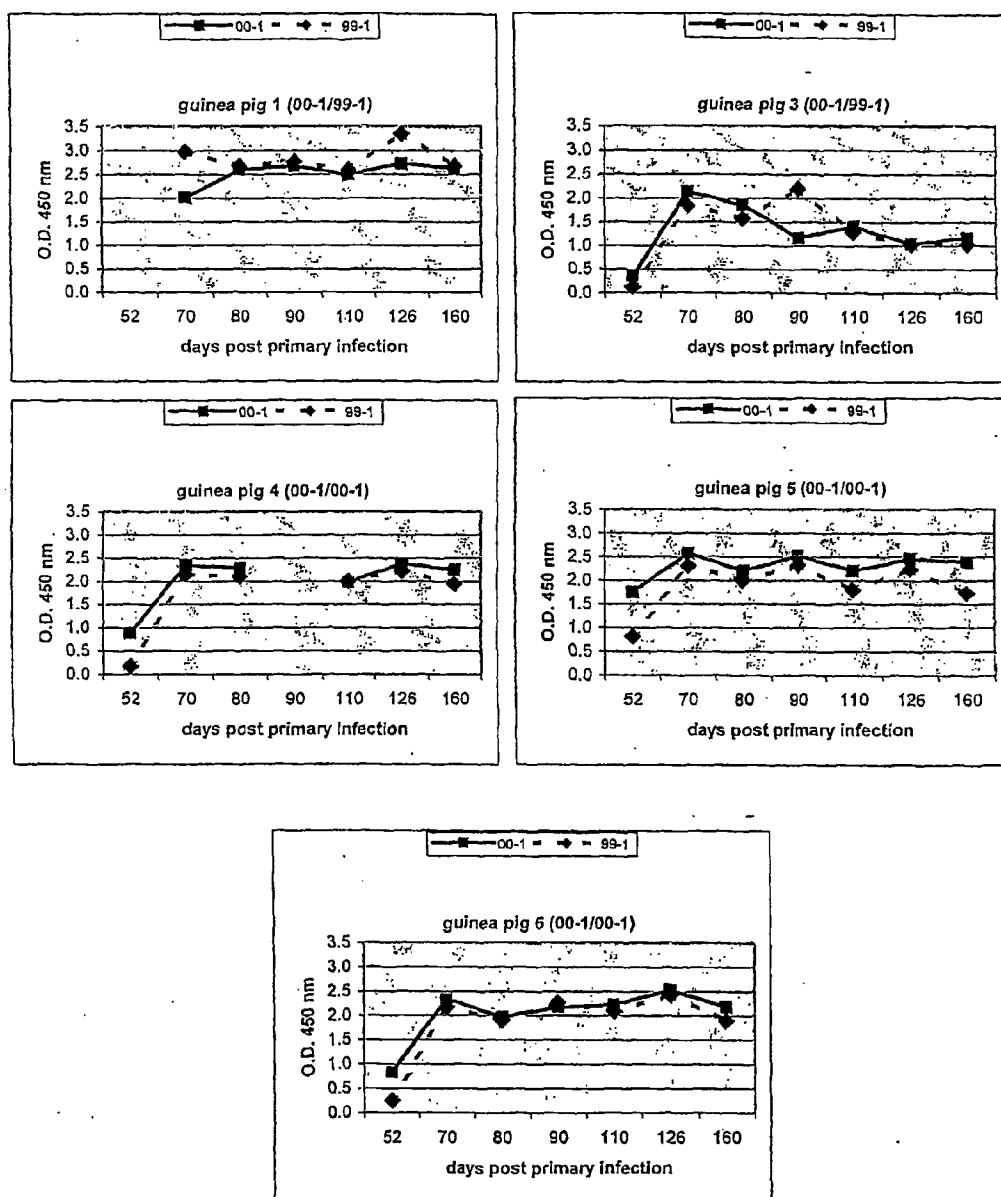 00-1 99-1
guinea pig 1 (00-1/99-1)
3.5
3.0
2.5
2.0
1.5
1.0
0.5
0.0
O.D. 450 nm
52 70 80 90 110 126 160
days post primary infection
00-1 99-1
guinea pig 3 (00-1/99-1)
3.5
3.0
2.5
2.0
1.5
1.0
0.5
0.0
O.D. 450 nm
52 70 80 90 110 126 160
days post primary infection
00-1 99-1
guinea pig 4 (00-1/00-1)
3.5
3.0
2.5
2.0
1.5
1.0
0.5
0.0
O.D. 450 nm
52 70 80 90 110 126 160
days post primary infection
00-1 99-1
guinea pig 5 (00-1/00-1)
3.5
3.0
2.5
2.0
1.5
1.0
0.5
0.0
O.D. 450 nm
52 70 80 90 110 126 160
days post primary infection
00-1 99-1
guinea pig 6 (00-1/00-1)
3.5
3.0
2.5
2.0
1.5
1.0
0.5
0.0
O.D. 450 nm
52 70 80 90 110 126 160
days post primary infection